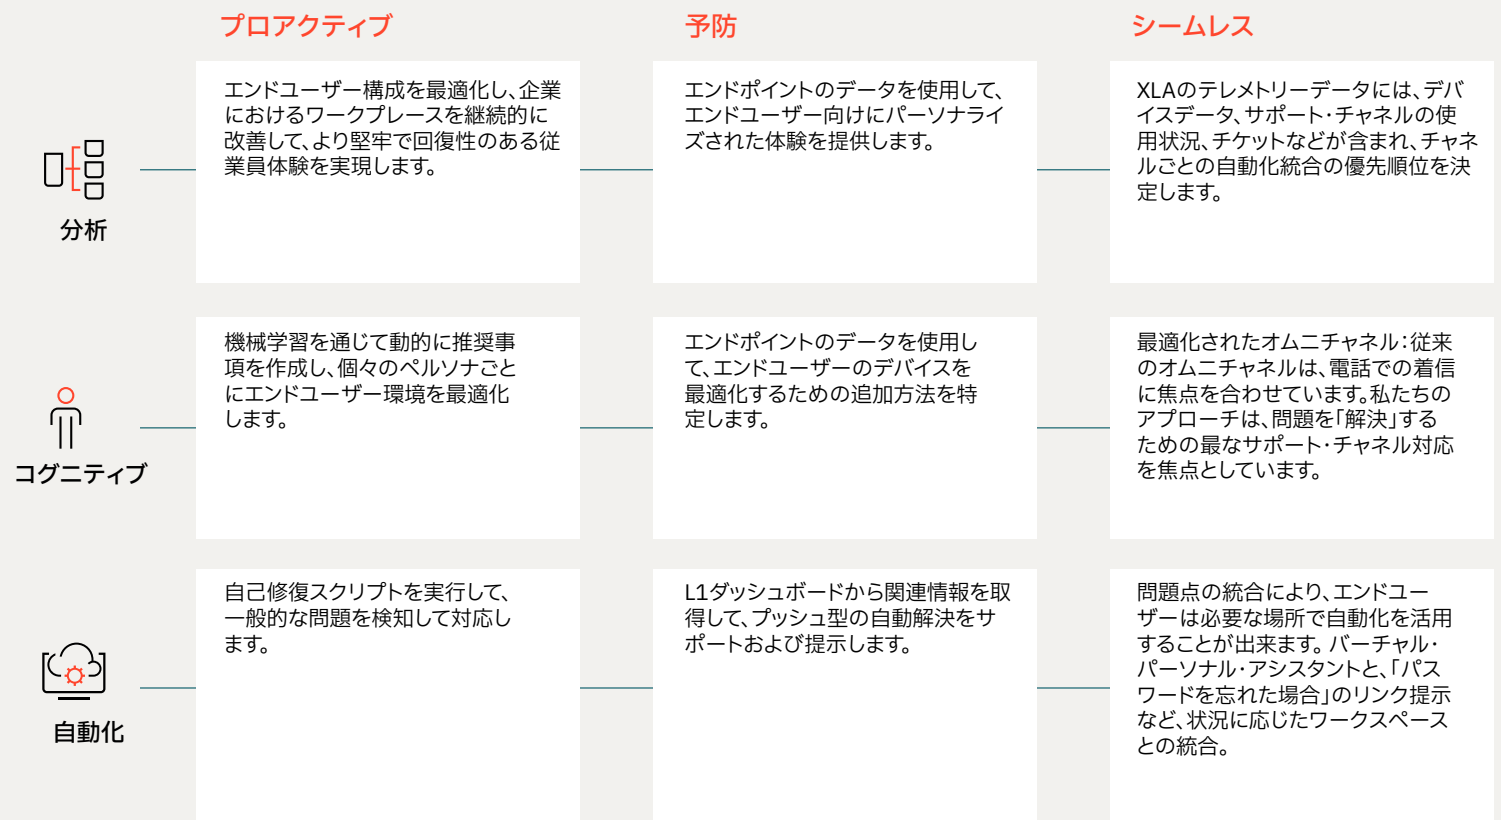 プロアクティブ
予防
シームレス
分析
エンドユーザー構成を最適化し、企業
におけるワークプレースを継続的に
改善して、より堅牢で回復性のある従
業員体験を実現します。
エンドポイントのデータを使用して、
エンドユーザー向けにパーソナライ
ズされた体験を提供します。
XLAのテレメトリーデータには、デバ
イスデータ、サポート・チャネルの使
用状況、チケットなどが含まれ、チャネ
ルごとの自動化統合の優先順位を決
定します。
コグニティブ
機械学習を通じて動的に推奨事
項を作成し、個々のペルソナごと
にエンドユーザー環境を最適化
します。
エンドポイントのデータを使用し
て、エンドユーザーのデバイスを
最適化するための追加方法を特
定します。
最適化されたオムニチャネル：従来
のオムニチャネルは、電話での着信
に焦点を合わせています。私たちの
アプローチは、問題を「解決」する
ための最なサポート・チャネル対応
を焦点としています。
自動化
自己修復スクリプトを実行して、
一般的な問題を検知して対応し
ます。
L1ダッシュボードから関連情報を取
得して、プッシュ型の自動解決をサ
ポートおよび提示します。
問題点の統合により、エンドユー
ザーは必要な場所で自動化を活用
することが出来ます。 バーチャル・
パーソナル・アシスタントと、「パス
ワードを忘れた場合」のリンク提示
など、状況に応じたワークスペース
との統合。